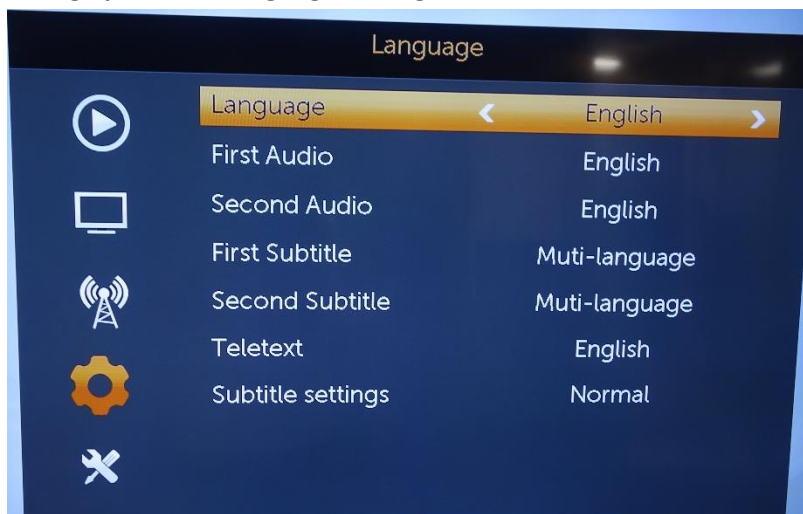 Language
Language English
First Audio English
Second Audio English
First Subtitle Muti-language
Second Subtitle Muti-language
Teletext English
Subtitle settings Normal